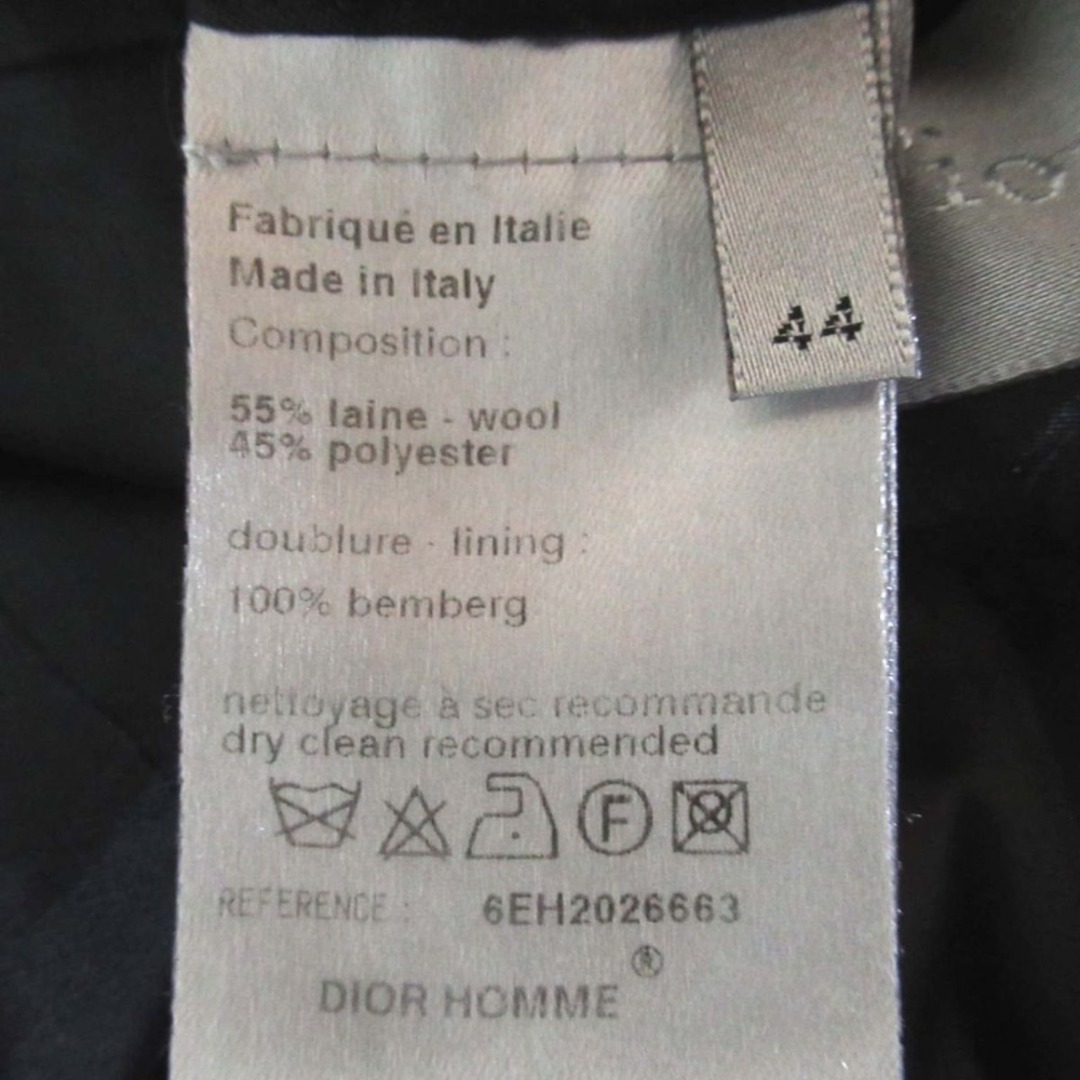 Fabriqué en Italie
Made in Italy
Composition :
44
55% laine - wool
45% polyester
doublure - lining :
100% bemberg
nettoyage à sec recommande
dry clean recommended
F
REFERENCE : 6EH2026663
®
DIOR HOMME